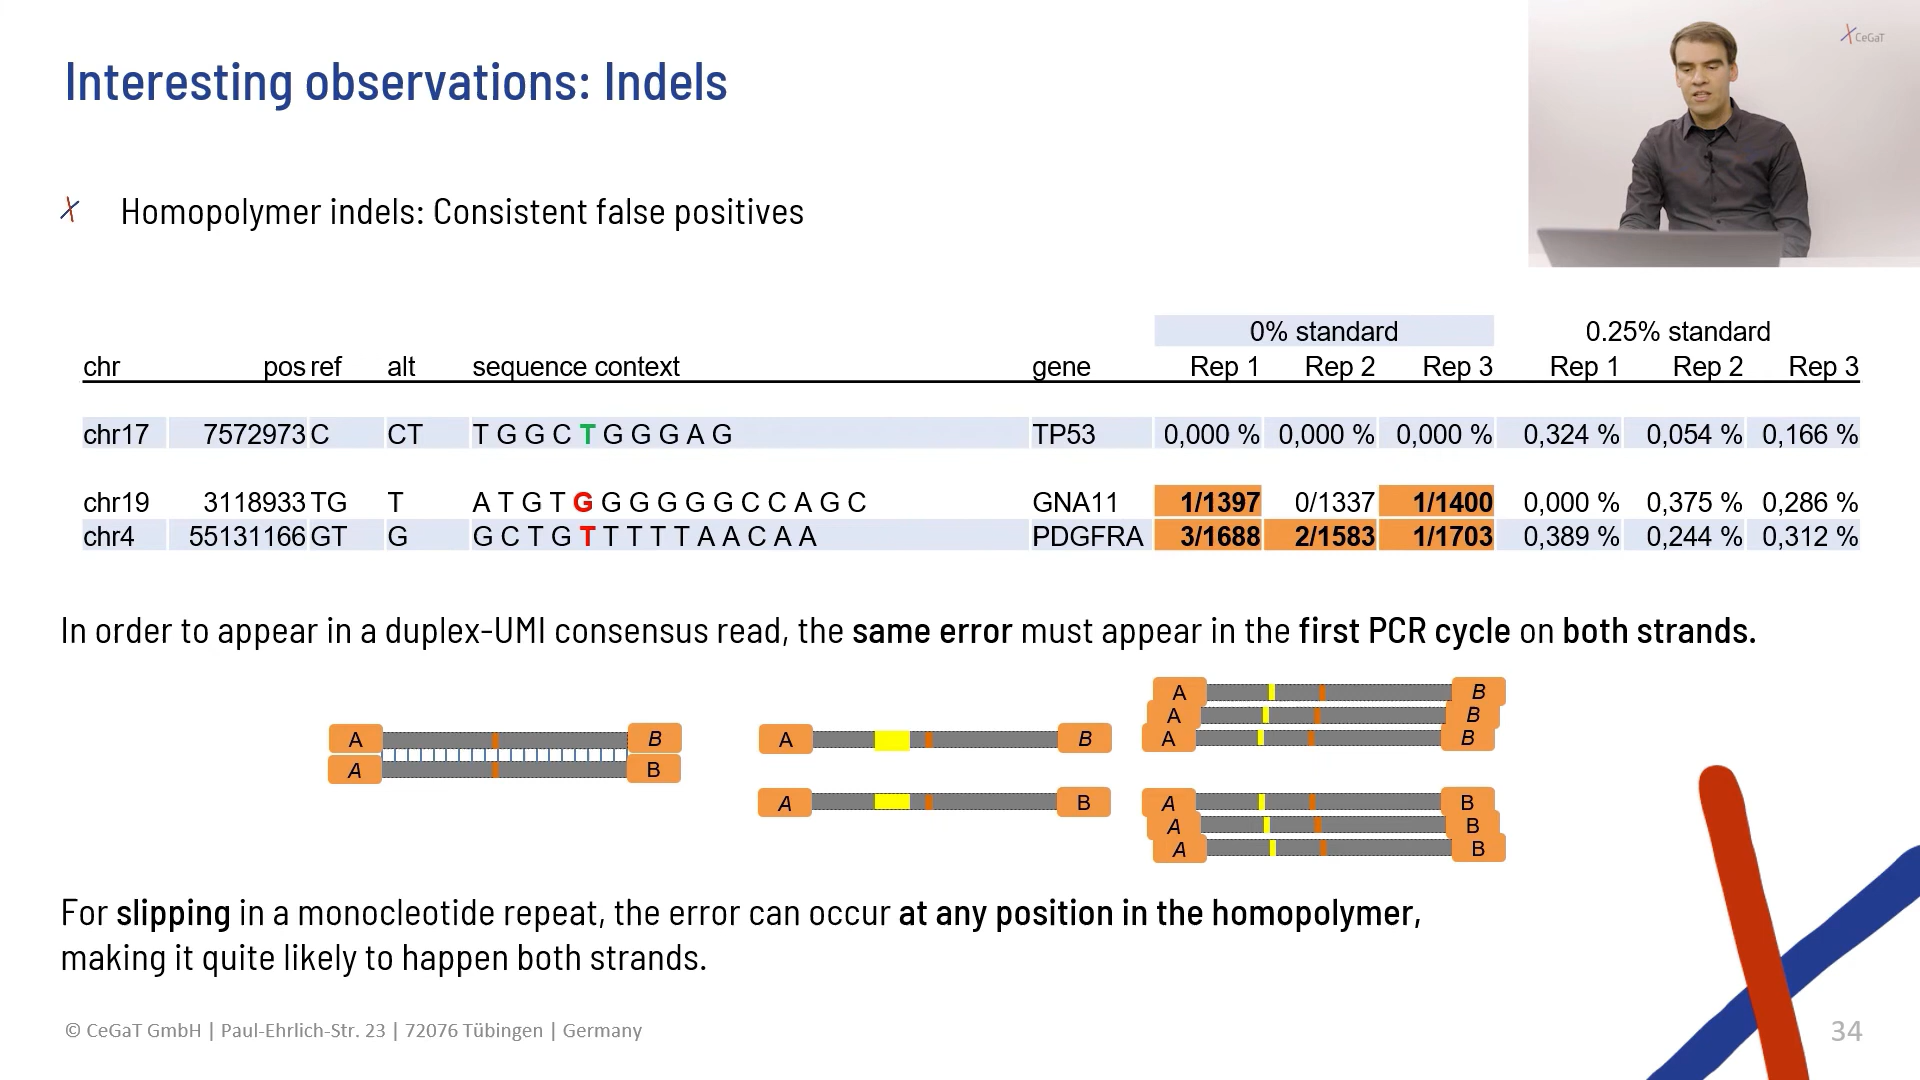 CeGaT
Interesting observations: Indels
Homopolymer indels: Consistent false positives
0% standard 0.25% standard
chr pos ref alt sequence context gene Rep 1 Rep 2 Rep 3 Rep 1 Rep 2 Rep 3
chr17 7572973 C CT T G G C T G G G A G TP53 0,000 % 0,000 % 0,000 % 0,324 % 0,054 % 0,166 %
chr19 3118933 TG T A T G T G G G G G G C C A G C GNA11 1/1397 0/1337 1/1400 0,000 % 0,375 % 0,286 %
chr4 55131166 GT G G C T G T T T T T A A C A A PDGFRA 3/1688 2/1583 1/1703 0,389 % 0,244 % 0,312 %
In order to appear in a duplex-UMI consensus read, the same error must appear in the first PCR cycle on both strands.
A B
A B
A B
A B
A B
A B
A B
A B
A B
A B
For slipping in a monocleotide repeat, the error can occur at any position in the homopolymer,
making it quite likely to happen both strands.
© CeGaT GmbH | Paul-Ehrlich-Str. 23 | 72076 Tübingen | Germany
34